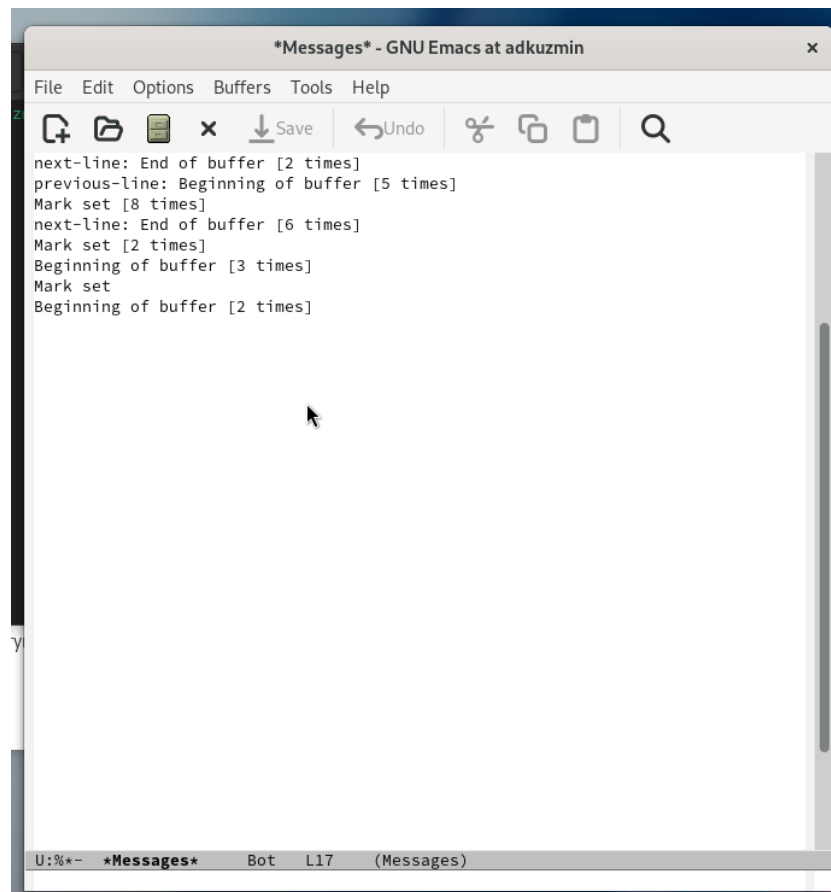 *Messages* - GNU Emacs at adkuzmin
File Edit Options Buffers Tools Help
Save Undo
next-line: End of buffer [2 times]
previous-line: Beginning of buffer [5 times]
Mark set [8 times]
next-line: End of buffer [6 times]
Mark set [2 times]
Beginning of buffer [3 times]
Mark set
Beginning of buffer [2 times]
U:%*- *Messages* Bot L17 (Messages)